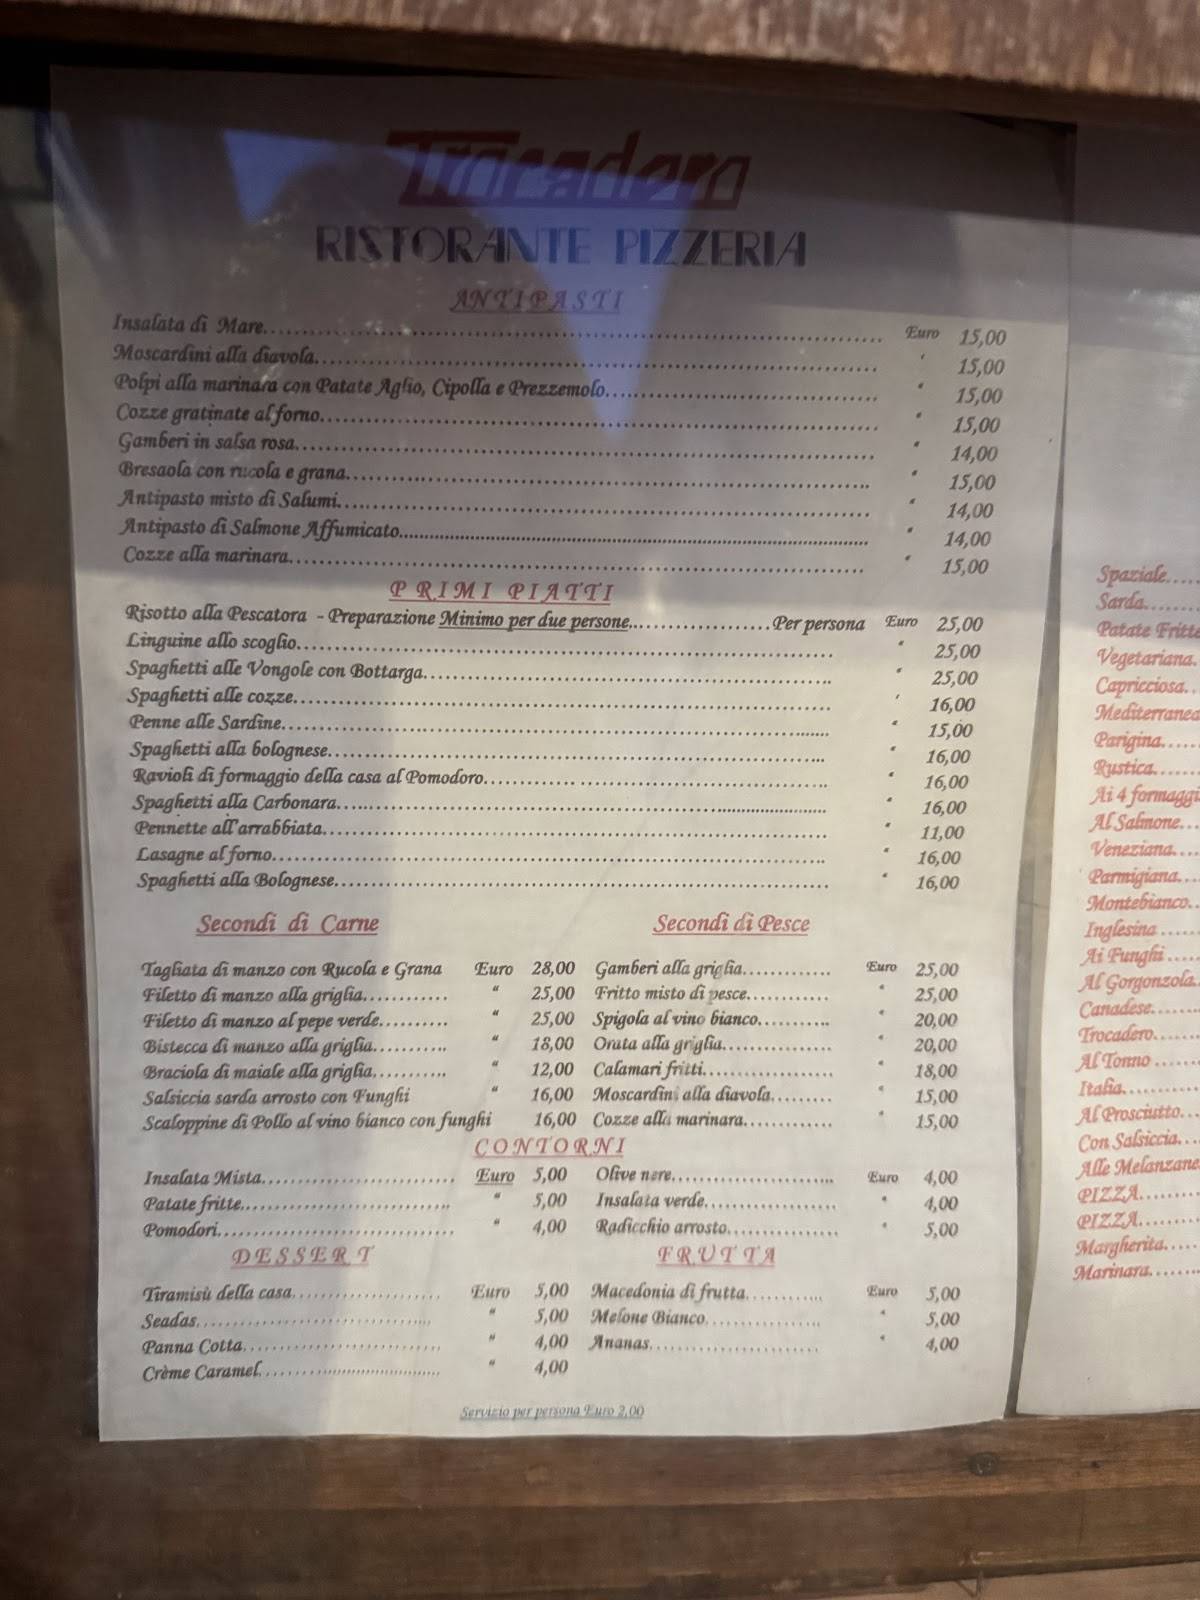 Trocadero
RISTORANTE PIZZERIA
ANTIPASTI
Insalata di Mare Euro 15,00
Moscardini alla diavola " 15,00
Polpi alla marinara con Patate Aglio, Cipolla e Prezzemolo " 15,00
Cozze gratinate al forno " 15,00
Gamberi in salsa rosa " 14,00
Bresaola con rucola e grana " 15,00
Antipasto misto di Salumi " 14,00
Antipasto di Salmone Affumicato " 14,00
Cozze alla marinara " 15,00
PRIMI PIATTI
Risotto alla Pescatora - Preparazione Minimo per due persone Per persona Euro 25,00
Linguine allo scoglio " 25,00
Spaghetti alle Vongole con Bottarga " 25,00
Spaghetti alle cozze " 16,00
Penne alle Sardine " 15,00
Spaghetti alla bolognese " 16,00
Ravioli di formaggio della casa al Pomodoro " 16,00
Spaghetti alla Carbonara " 16,00
Pennette all'arrabbiata " 11,00
Lasagne al forno " 16,00
Spaghetti alla Bolognese " 16,00
Secondi di Carne
Tagliata di manzo con Rucola e Grana Euro 28,00
Filetto di manzo alla griglia " 25,00
Filetto di manzo al pepe verde " 25,00
Bistecca di manzo alla griglia " 18,00
Braciola di maiale alla griglia " 12,00
Salsiccia sarda arrosto con Funghi " 16,00
Scaloppine di Pollo al vino bianco con funghi 16,00
Secondi di Pesce
Gamberi alla griglia Euro 25,00
Fritto misto di pesce " 25,00
Spigola al vino bianco " 20,00
Orata alla griglia " 20,00
Calamari fritti " 18,00
Moscardini alla diavola " 15,00
Cozze alla marinara " 15,00
CONTORNI
Insalata Mista Euro 5,00
Patate fritte " 5,00
Pomodori " 4,00
Olive nere Euro 4,00
Insalata verde " 4,00
Radicchio arrosto " 5,00
DESSERT
Tiramisù della casa Euro 5,00
Seadas " 5,00
Panna Cotta " 4,00
Crème Caramel " 4,00
FRUTTA
Macedonia di frutta Euro 5,00
Melone Bianco " 5,00
Ananas " 4,00
Servizio per persona Euro 2,00
Spaziale
Sarda
Patate Fritte
Vegetariana
Capricciosa
Mediterranea
Parigina
Rustica
Ai 4 formaggi
Al Salmone
Veneziana
Parmigiana
Montebianco
Inglesina
Ai Funghi
Al Gorgonzola
Canadese
Trocadero
Al Tonno
Italia
Al Prosciutto
Con Salsiccia
Alle Melanzane
PIZZA
PIZZA
Margherita
Marinara